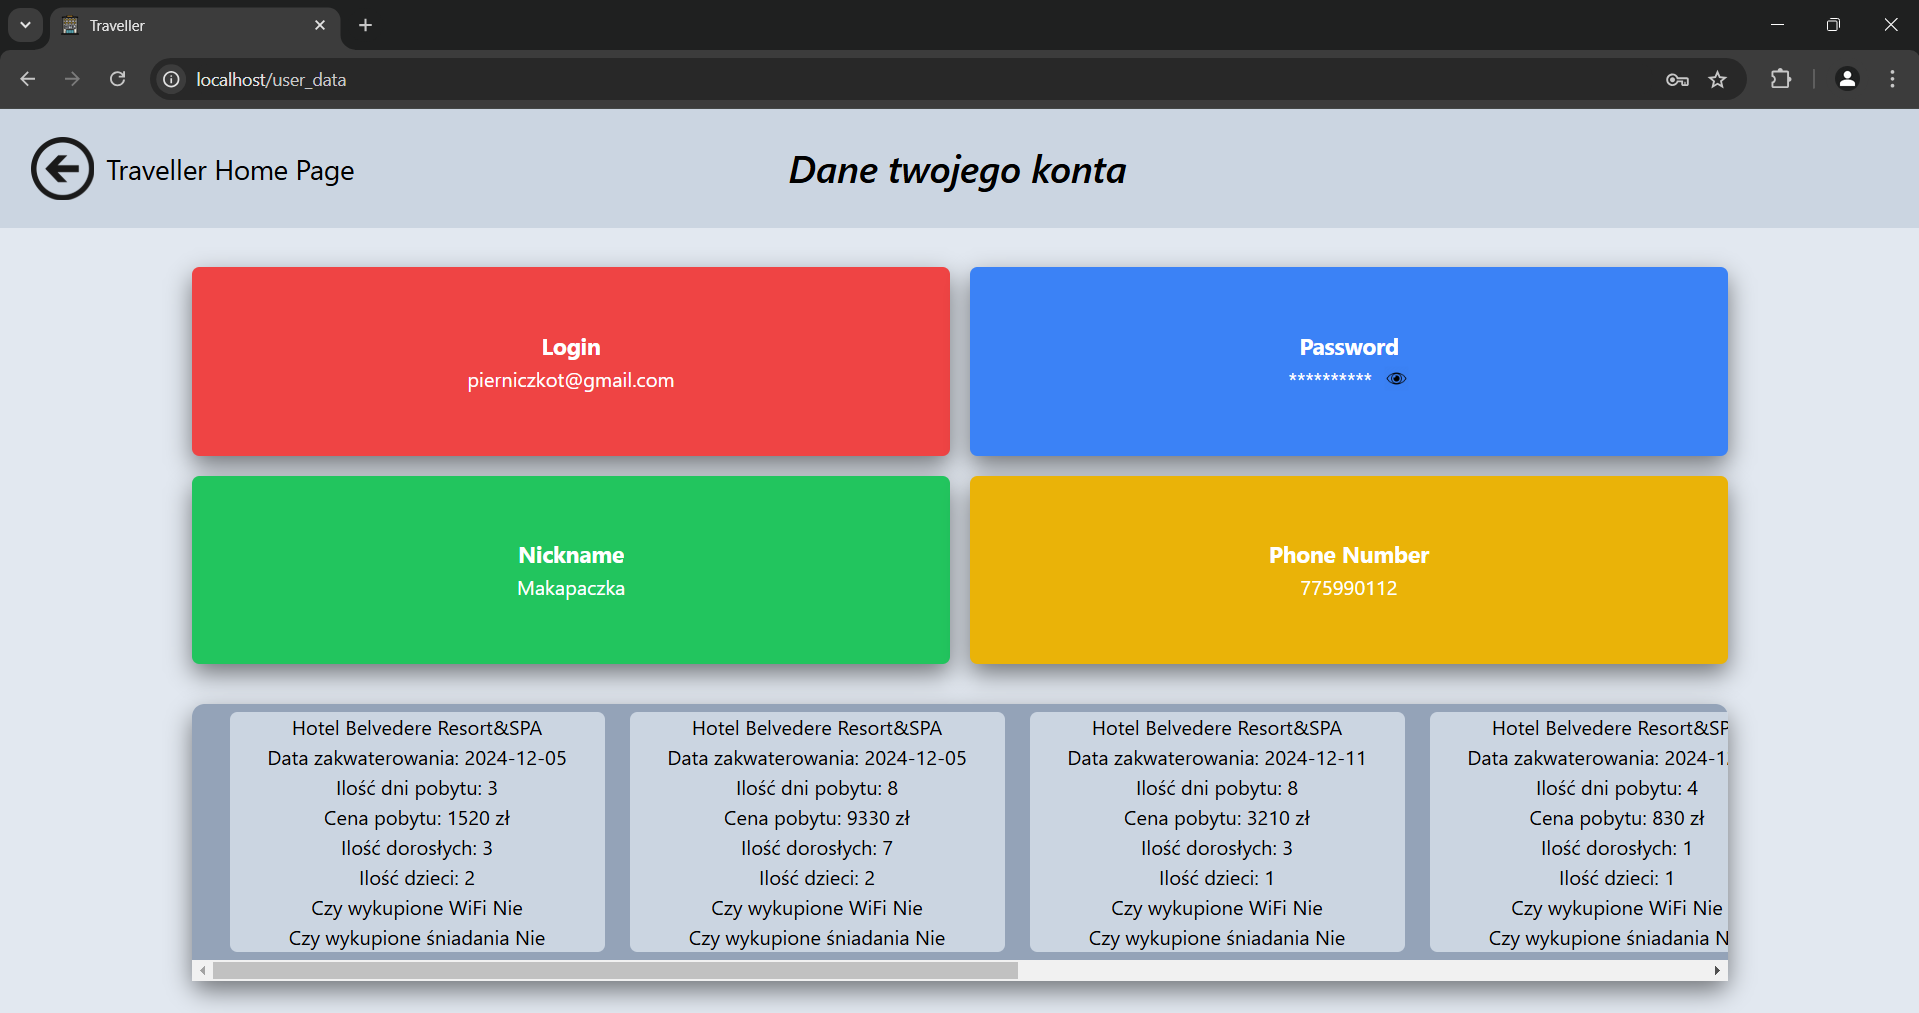 Traveller
localhost/user_data
Traveller Home Page
Dane twojego konta
Login
pierniczkot@gmail.com
Password
**********
Nickname
Makapaczka
Phone Number
775990112
Hotel Belvedere Resort&SPA
Data zakwaterowania: 2024-12-05
Ilość dni pobytu: 3
Cena pobytu: 1520 zł
Ilość dorosłych: 3
Ilość dzieci: 2
Czy wykupione WiFi Nie
Czy wykupione śniadania Nie
Hotel Belvedere Resort&SPA
Data zakwaterowania: 2024-12-05
Ilość dni pobytu: 8
Cena pobytu: 9330 zł
Ilość dorosłych: 7
Ilość dzieci: 2
Czy wykupione WiFi Nie
Czy wykupione śniadania Nie
Hotel Belvedere Resort&SPA
Data zakwaterowania: 2024-12-11
Ilość dni pobytu: 8
Cena pobytu: 3210 zł
Ilość dorosłych: 3
Ilość dzieci: 1
Czy wykupione WiFi Nie
Czy wykupione śniadania Nie
Hotel Belvedere Resort&SP
Data zakwaterowania: 2024-1
Ilość dni pobytu: 4
Cena pobytu: 830 zł
Ilość dorosłych: 1
Ilość dzieci: 1
Czy wykupione WiFi Nie
Czy wykupione śniadania N